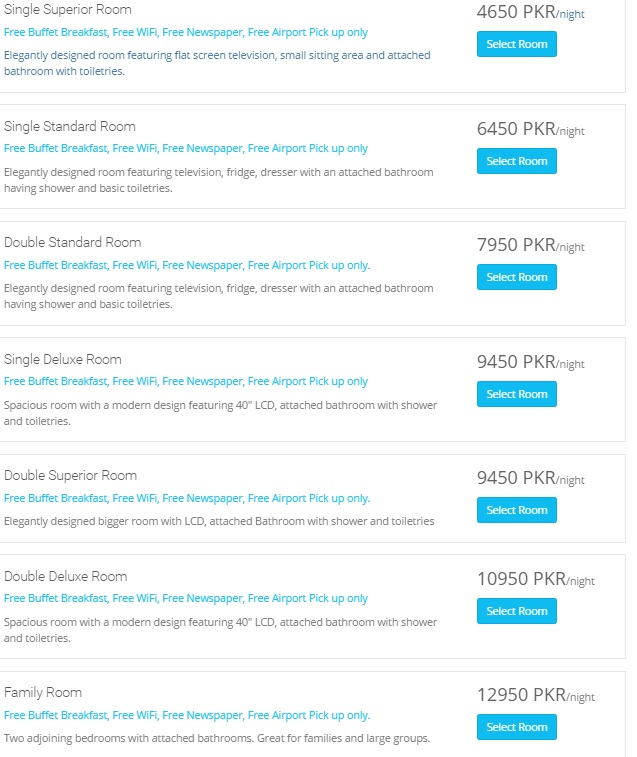 Single Superior Room
4650 PKR/night
Free Buffet Breakfast, Free WiFi, Free Newspaper, Free Airport Pick up only
Select Room
Elegantly designed room featuring flat screen television, small sitting area and attached
bathroom with toiletries.
Single Standard Room
6450 PKR/night
Free Buffet Breakfast, Free WiFi, Free Newspaper, Free Airport Pick up only
Select Room
Elegantly designed room featuring television, fridge, dresser with an attached bathroom
having shower and basic toiletries.
Double Standard Room
7950 PKR/night
Free Buffet Breakfast, Free WiFi, Free Newspaper, Free Airport Pick up only.
Select Room
Elegantly designed room featuring television, fridge, dresser with an attached bathroom
having shower and basic toiletries.
Single Deluxe Room
9450 PKR/night
Free Buffet Breakfast, Free WiFi, Free Newspaper, Free Airport Pick up only
Select Room
Spacious room with a modern design featuring 40" LCD, attached bathroom with shower
and toiletries.
Double Superior Room
9450 PKR/night
Free Buffet Breakfast, Free WiFi, Free Newspaper, Free Airport Pick up only.
Select Room
Elegantly designed bigger room with LCD, attached Bathroom with shower and toiletries
Double Deluxe Room
10950 PKR/night
Free Buffet Breakfast, Free WiFi, Free Newspaper, Free Airport Pick up only
Select Room
Spacious room with a modern design featuring 40" LCD, attached bathroom with shower
and toiletries.
Family Room
12950 PKR/night
Free Buffet Breakfast, Free WiFi, Free Newspaper, Free Airport Pick up only.
Select Room
Two adjoining bedrooms with attached bathrooms. Great for families and large groups.